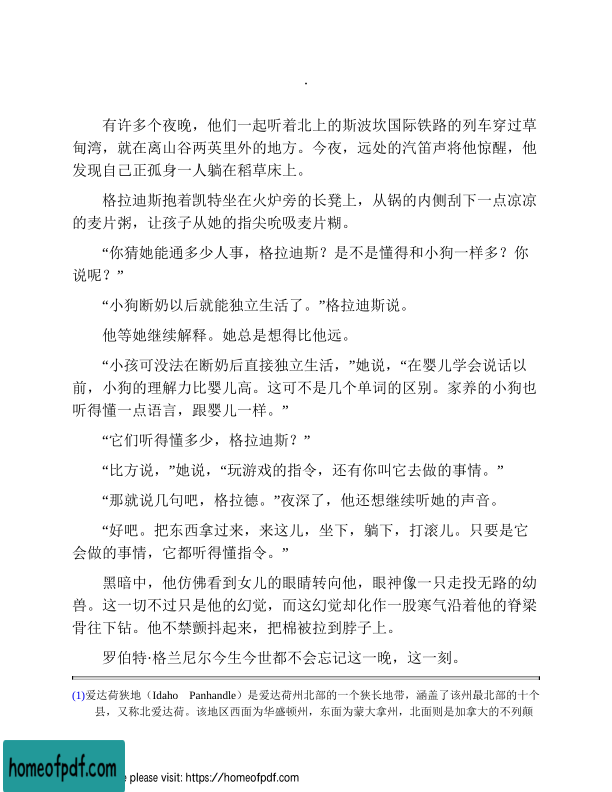 .
有许多个夜晚，他们一起听着北上的斯波坎国际铁路的列车穿过草
甸湾，就在离山谷两英里外的地方。今夜，远处的汽笛声将他惊醒，他
发现自己正孤身一人躺在稻草床上。
格拉迪斯抱着凯特坐在火炉旁的长凳上，从锅的内侧刮下一点凉凉
的麦片粥，让孩子从她的指尖吮吸麦片糊。
“你猜她能通多少人事，格拉迪斯？是不是懂得和小狗一样多？你
说呢？”
“小狗断奶以后就能独立生活了。”格拉迪斯说。
他等她继续解释。她总是想得比他远。
“小孩可没法在断奶后直接独立生活，”她说，“在婴儿学会说话以
前，小狗的理解力比婴儿高。这可不是几个单词的区别。家养的小狗也
听得懂一点语言，跟婴儿一样。”
“它们听得懂多少，格拉迪斯？”
“比方说，”她说，“玩游戏的指令，还有你叫它去做的事情。”
“那就说几句吧，格拉德。”夜深了，他还想继续听她的声音。
“好吧。把东西拿过来，来这儿，坐下，躺下，打滚儿。只要是它
会做的事情，它都听得懂指令。”
黑暗中，他仿佛看到女儿的眼睛转向他，眼神像一只走投无路的幼
兽。这一切不过只是他的幻觉，而这幻觉却化作一股寒气沿着他的脊梁
骨往下钻。他不禁颤抖起来，把棉被拉到脖子上。
罗伯特·格兰尼尔今生今世都不会忘记这一晚，这一刻。
(1)爱达荷狭地（Idaho Panhandle）是爱达荷州北部的一个狭长地带，涵盖了该州最北部的十个
县，又称北爱达荷。该地区西面为华盛顿州，东面为蒙大拿州，北面则是加拿大的不列颠
homeofpdf.com
e please visit: https://homeofpdf.com